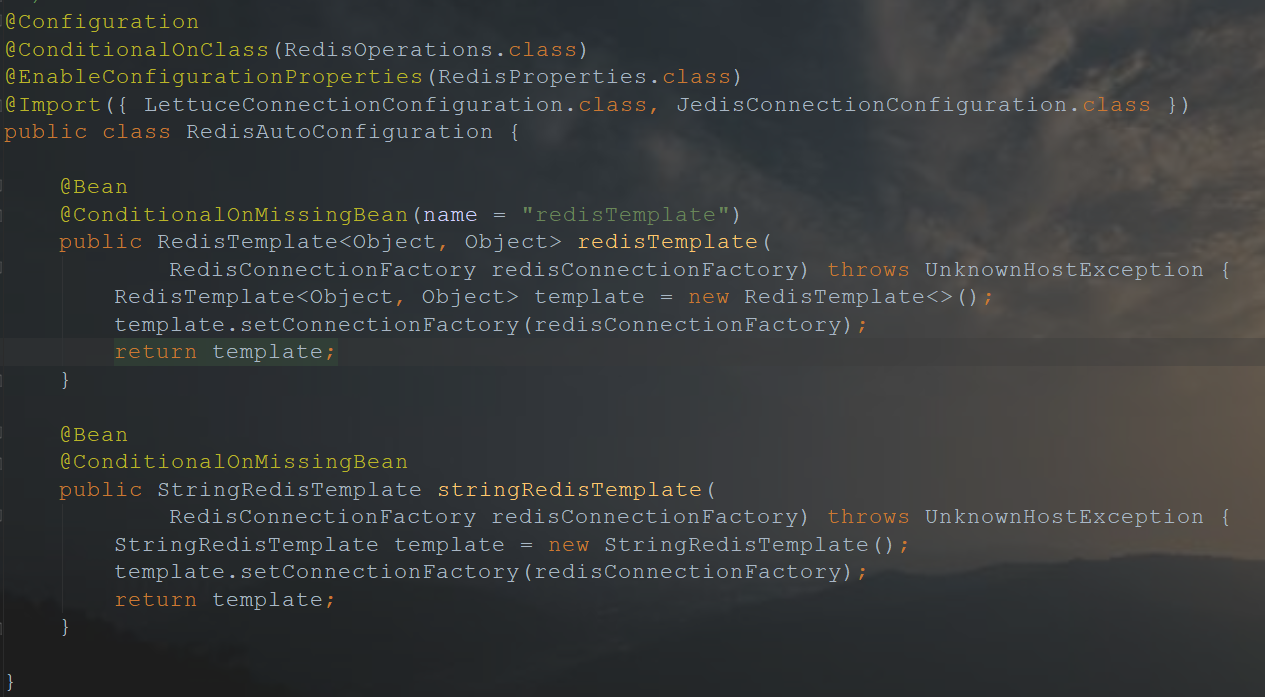 @Configuration
@ConditionalOnClass(RedisOperations.class)
@EnableConfigurationProperties(RedisProperties.class)
@Import({ LettuceConnectionConfiguration.class, JedisConnectionConfiguration.class })
public class RedisAutoConfiguration {
@Bean
@ConditionalOnMissingBean(name = "redisTemplate")
public RedisTemplate<Object, Object> redisTemplate(
RedisConnectionFactory redisConnectionFactory) throws UnknownHostException {
RedisTemplate<Object, Object> template = new RedisTemplate<>();
template.setConnectionFactory(redisConnectionFactory);
return template;
}
@Bean
@ConditionalOnMissingBean
public StringRedisTemplate stringRedisTemplate(
RedisConnectionFactory redisConnectionFactory) throws UnknownHostException {
StringRedisTemplate template = new StringRedisTemplate();
template.setConnectionFactory(redisConnectionFactory);
return template;
}
}